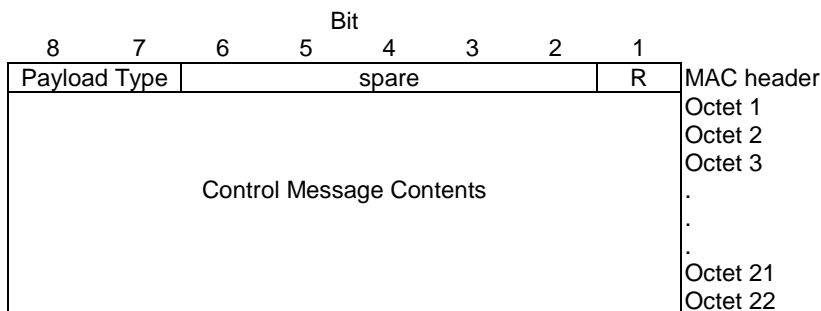 Bit
8 7 6 5 4 3 2 1
Payload Type spare R MAC header
Octet 1
Octet 2
Octet 3
Control Message Contents .
.
.
Octet 21
Octet 22